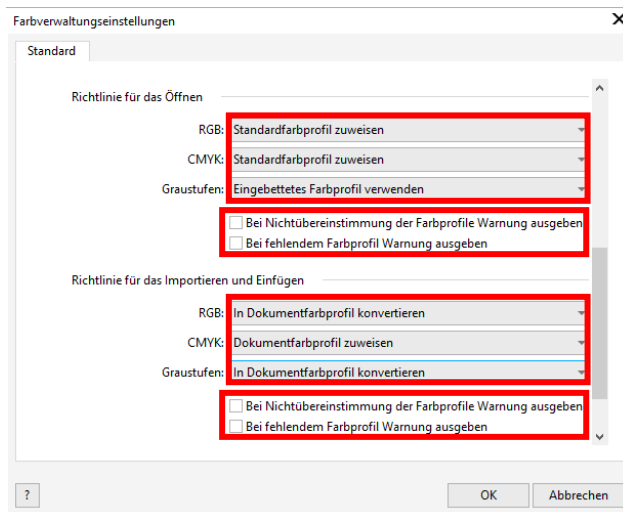 Farbverwaltungseinstellungen
X
Standard
Richtlinie für das Öffnen
RGB: Standardfarbprofil zuweisen
CMYK: Standardfarbprofil zuweisen
Graustufen: Eingebettetes Farbprofil verwenden
Bei Nichtübereinstimmung der Farbprofile Warnung ausgeben
Bei fehlendem Farbprofil Warnung ausgeben
Richtlinie für das Importieren und Einfügen
RGB: In Dokumentfarbprofil konvertieren
CMYK: Dokumentfarbprofil zuweisen
Graustufen: In Dokumentfarbprofil konvertieren
Bei Nichtübereinstimmung der Farbprofile Warnung ausgeben
Bei fehlendem Farbprofil Warnung ausgeben
? OK Abbrechen